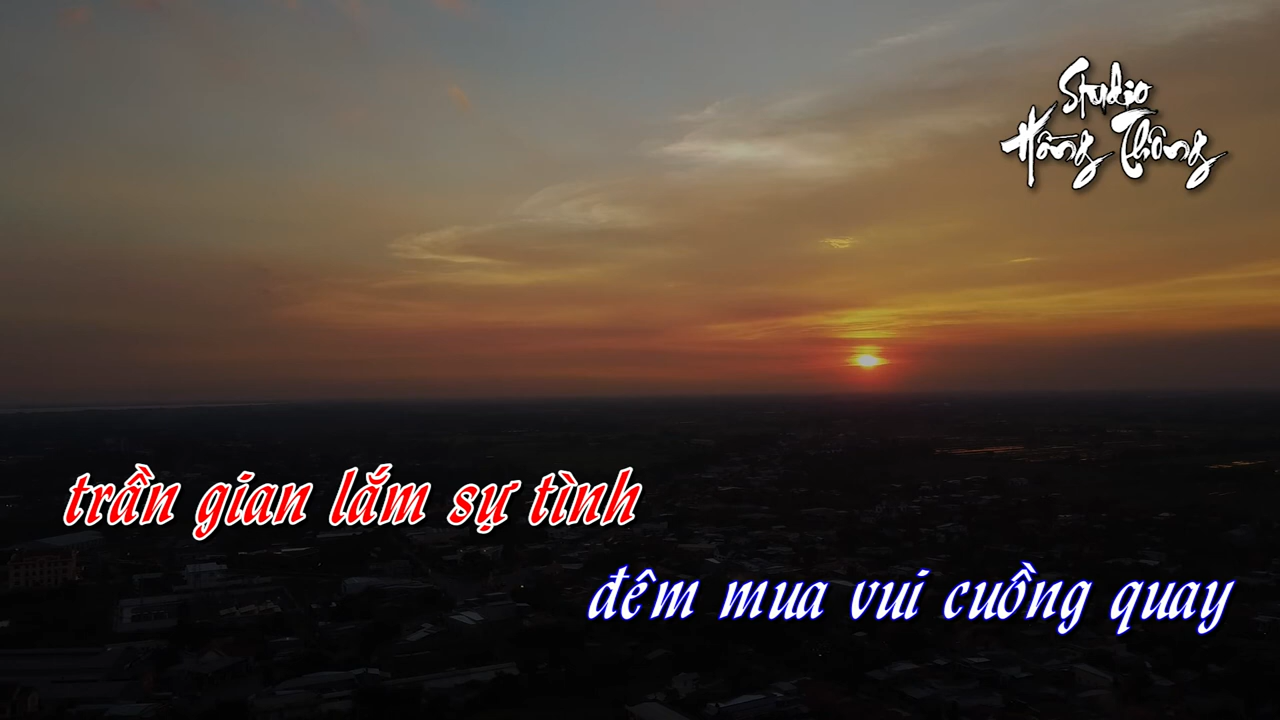 Studio
Hồng Thông
trần gian lắm sự tình
đêm mua vui cuồng quay